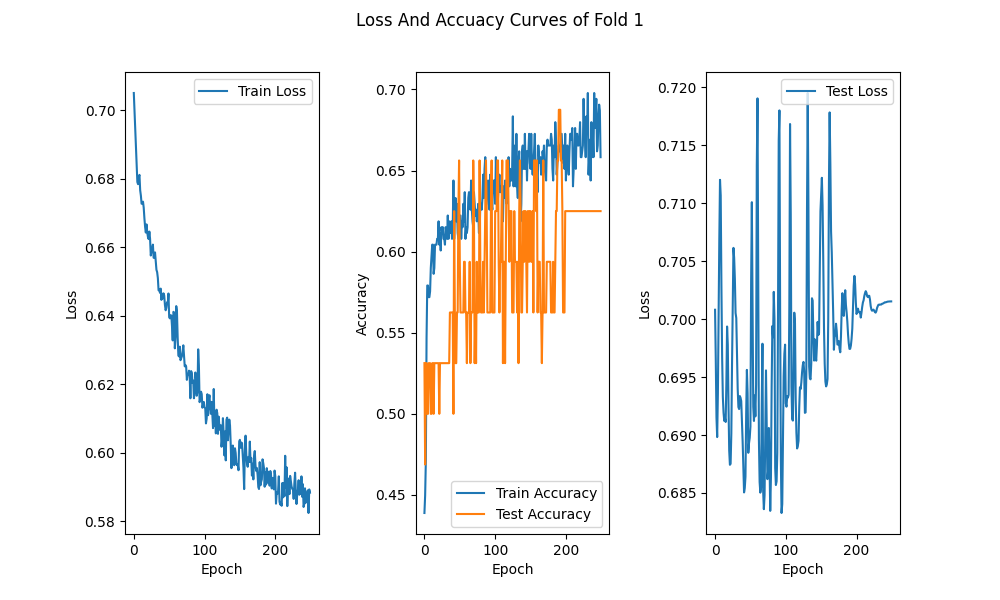 Loss And Accuacy Curves of Fold 1
Loss
0.70
0.68
0.66
0.64
0.62
0.60
0.58
Train Loss
0 100 200
Epoch
Accuracy
0.70
0.65
0.60
0.55
0.50
0.45
Train Accuracy
Test Accuracy
0 100 200
Epoch
Loss
0.720
0.715
0.710
0.705
0.700
0.695
0.690
0.685
Test Loss
0 100 200
Epoch